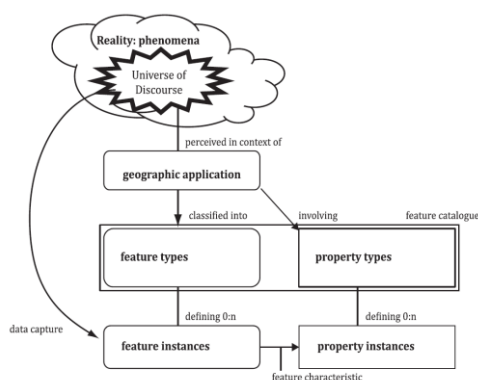 Reality: phenomena
Universe of
Discourse
perceived in context of
geographic application
classified into
involving
feature catalogue
feature types
property types
defining 0:n
defining 0:n
data capture
feature instances
property instances
feature characteristic